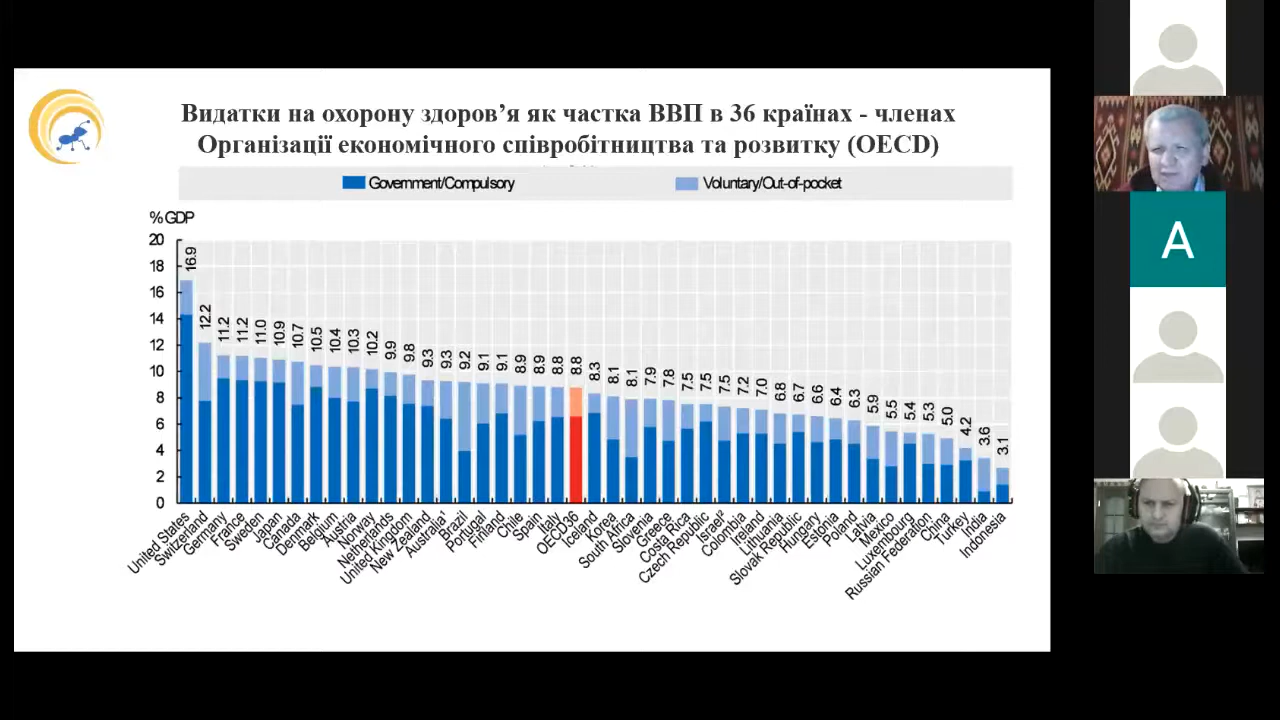 Видатки на охорону здоров’я як частка ВВП в 36 країнах - членах
Організації економічного співробітництва та розвитку (OECD)
Government/Compulsory
Voluntary/Out-of-pocket
% GDP
20
18
16
14
12
10
8
6
4
2
0
16.9
12.2
11.2
11.2
11.0
10.9
10.7
10.5
10.4
10.3
10.2
9.9
9.8
9.3
9.3
9.2
9.1
9.1
8.9
8.9
8.8
8.8
8.3
8.1
8.1
7.9
7.8
7.5
7.5
7.5
7.2
7.0
6.8
6.7
6.6
6.4
6.3
5.9
5.5
5.4
5.3
5.0
4.2
3.6
3.1
United States
Switzerland
Germany
France
Sweden
Japan
Canada
Denmark
Belgium
Austria
Norway
Netherlands
United Kingdom
New Zealand
Australia¹
Brazil
Portugal
Finland
Chile
Spain
Italy
OECD36
Iceland
Korea
South Africa
Slovenia
Greece
Costa Rica
Czech Republic
Israel²
Colombia
Ireland
Lithuania
Slovak Republic
Hungary
Estonia
Poland
Latvia
Mexico
Luxembourg
Russian Federation
China
Turkey
India
Indonesia
A